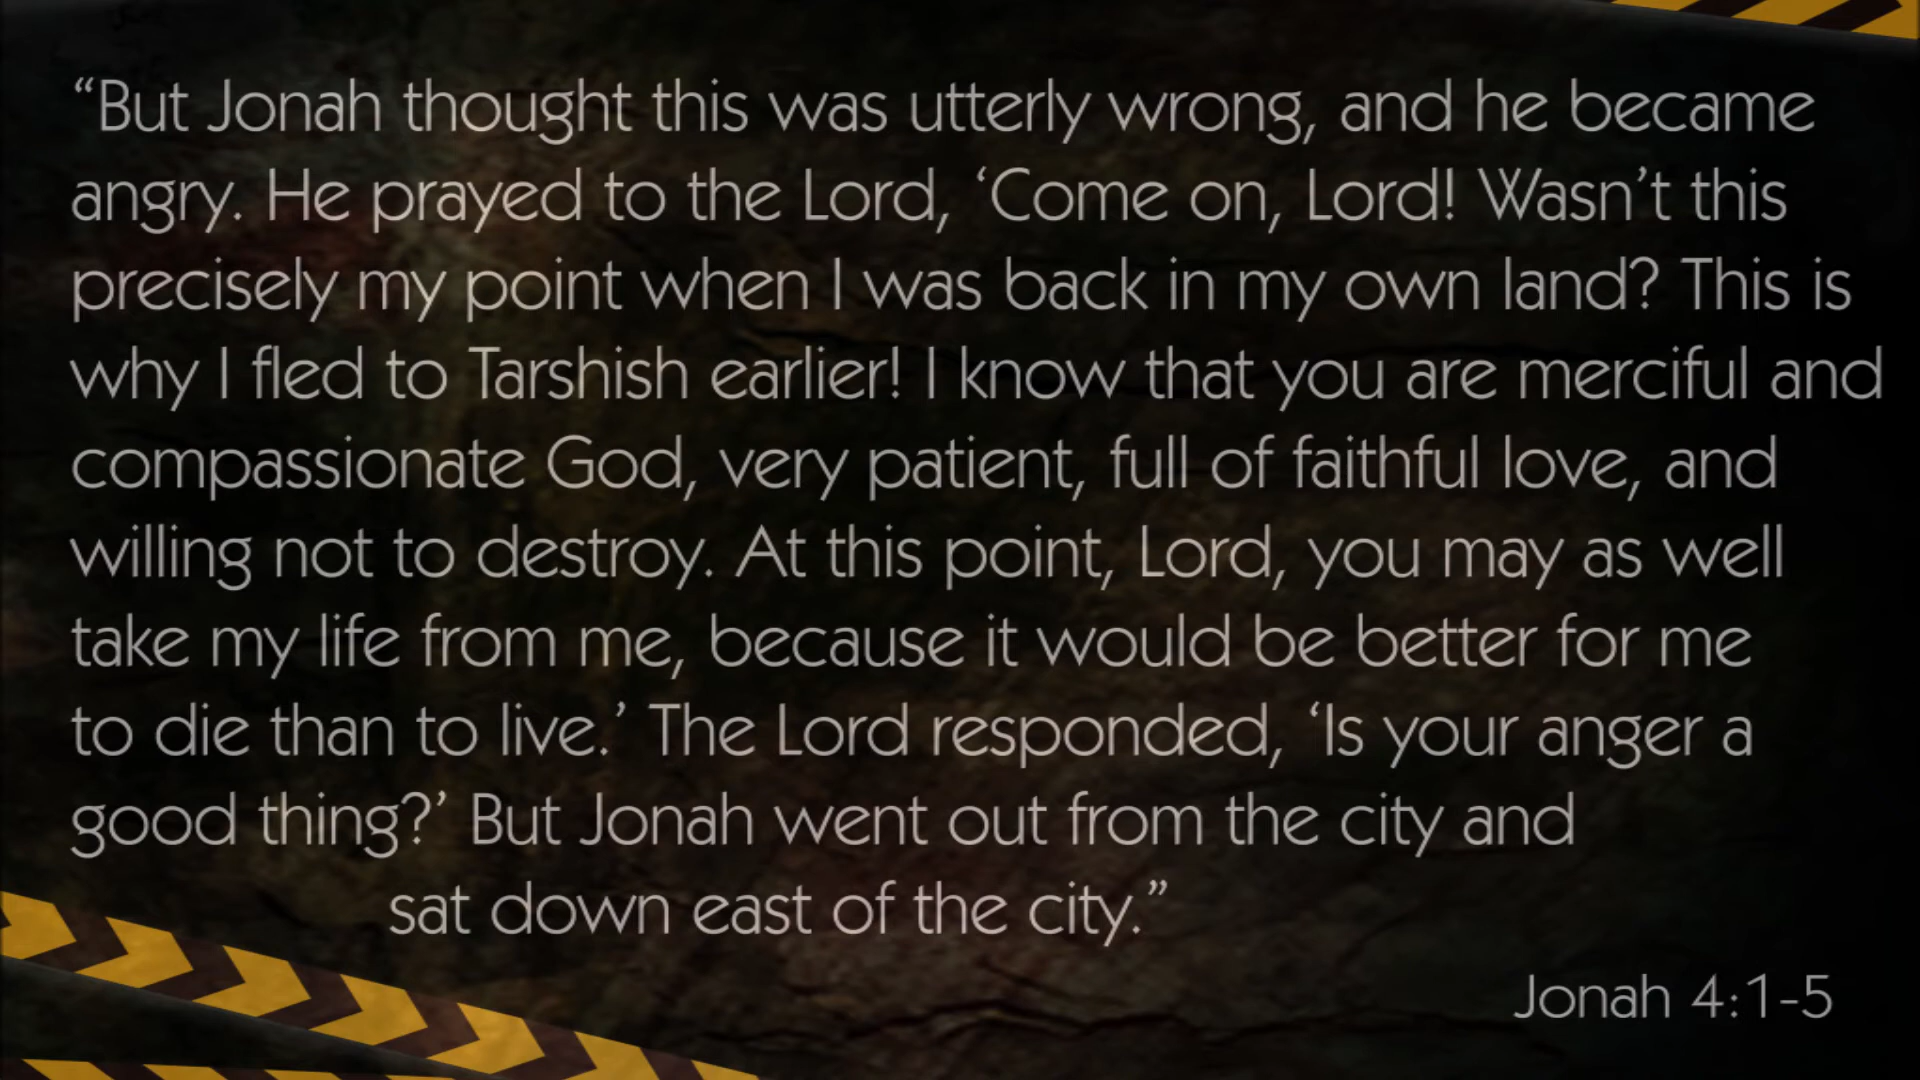 “But Jonah thought this was utterly wrong, and he became
angry. He prayed to the Lord, ‘Come on, Lord! Wasn’t this
precisely my point when I was back in my own land? This is
why I fled to Tarshish earlier! I know that you are merciful and
compassionate God, very patient, full of faithful love, and
willing not to destroy. At this point, Lord, you may as well
take my life from me, because it would be better for me
to die than to live.’ The Lord responded, ‘Is your anger a
good thing?’ But Jonah went out from the city and
sat down east of the city.”
Jonah 4:1-5